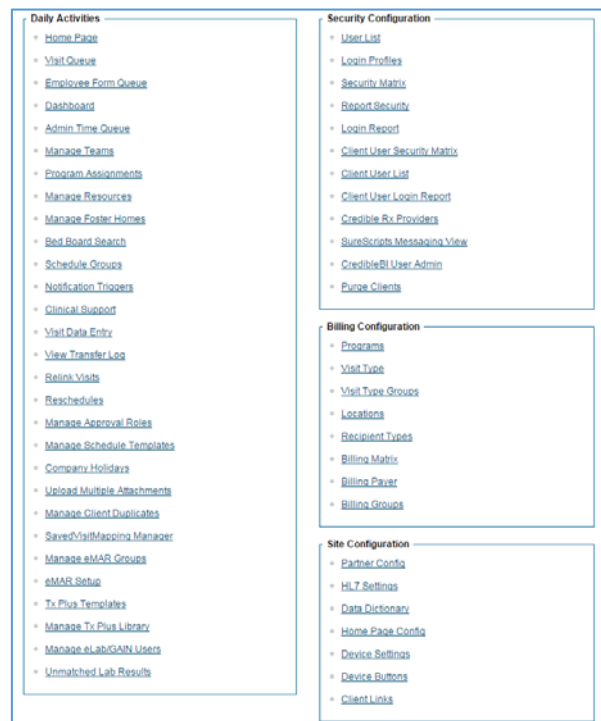 Daily Activities
Home Page
Visit Queue
Employee Form Queue
Dashboard
Admin Time Queue
Manage Teams
Program Assignments
Manage Resources
Manage Foster Homes
Bed Board Search
Schedule Groups
Notification Triggers
Clinical Support
Visit Data Entry
View Transfer Log
Relink Visits
Reschedules
Manage Approval Roles
Manage Schedule Templates
Company Holidays
Upload Multiple Attachments
Manage Client Duplicates
SavedVisitMapping Manager
Manage eMAR Groups
eMAR Setup
Tx Plus Templates
Manage Tx Plus Library
Manage eLab/GAIN Users
Unmatched Lab Results
Security Configuration
User List
Login Profiles
Security Matrix
Report Security
Login Report
Client User Security Matrix
Client User List
Client User Login Report
Credible Rx Providers
SureScripts Messaging View
CredibleBI User Admin
Purge Clients
Billing Configuration
Programs
Visit Type
Visit Type Groups
Locations
Recipient Types
Billing Matrix
Billing Payer
Billing Groups
Site Configuration
Partner Config
HL7 Settings
Data Dictionary
Home Page Config
Device Settings
Device Buttons
Client Links